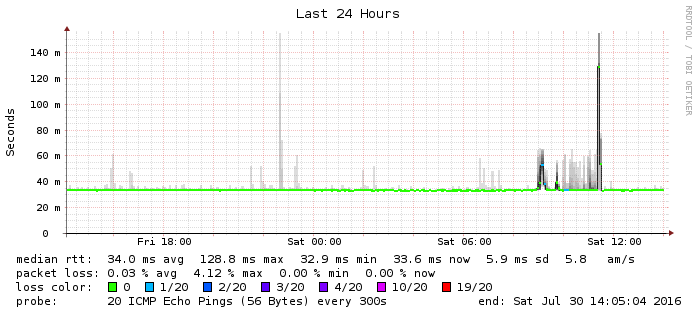 Last 24 Hours
RRDTOOL / TOBI OETIKER
Seconds
140 m
120 m
100 m
80 m
60 m
40 m
20 m
0
Fri 18:00 Sat 00:00 Sat 06:00 Sat 12:00
median rtt: 34.0 ms avg 128.8 ms max 32.9 ms min 33.6 ms now 5.9 ms sd 5.8 am/s
packet loss: 0.03 % avg 4.12 % max 0.00 % min 0.00 % now
loss color: 0 1/20 2/20 3/20 4/20 10/20 19/20
probe: 20 ICMP Echo Pings (56 Bytes) every 300s end: Sat Jul 30 14:05:04 2016